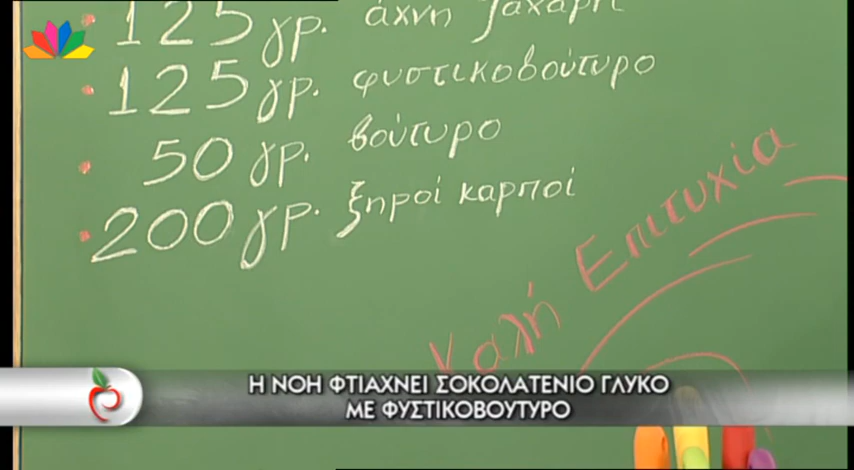 125 γρ. άχνη ζάχαρη
125 γρ. φυστικοβούτυρο
50 γρ. βούτυρο
200 γρ. ξηροί καρποί
Καλή Επιτυχία
Η ΝΟΗ ΦΤΙΑΧΝΕΙ ΣΟΚΟΛΑΤΕΝΙΟ ΓΛΥΚΟ
ΜΕ ΦΥΣΤΙΚΟΒΟΥΤΥΡΟ